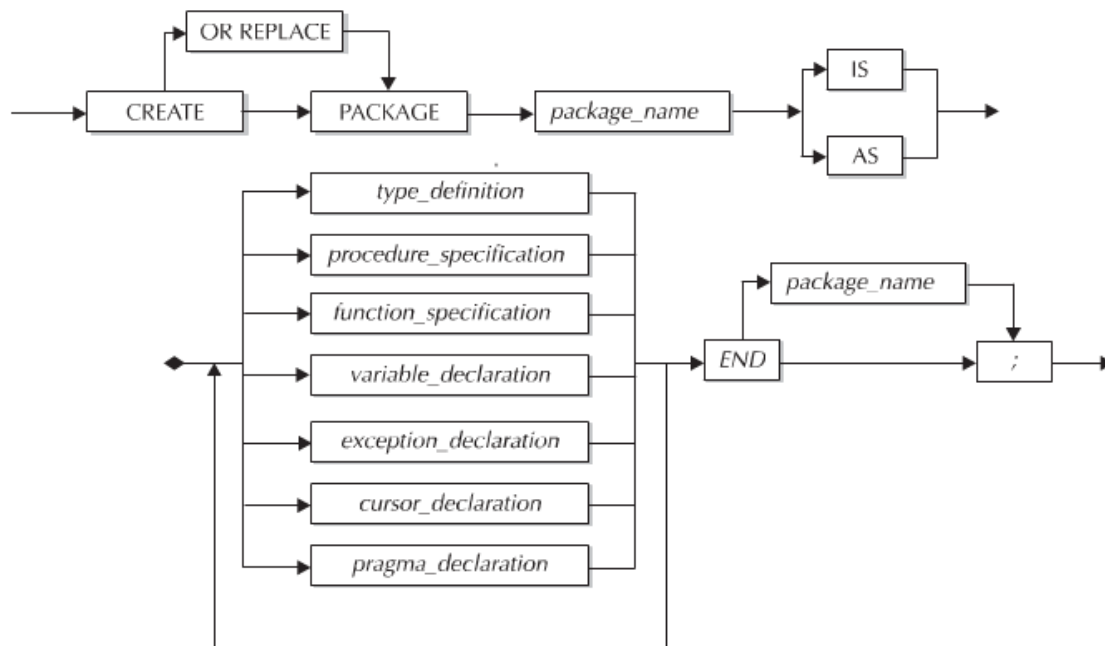 OR REPLACE
CREATE PACKAGE package_name IS
AS
type_definition
procedure_specification
function_specification
variable_declaration
exception_declaration
cursor_declaration
pragma_declaration
package_name
END ;